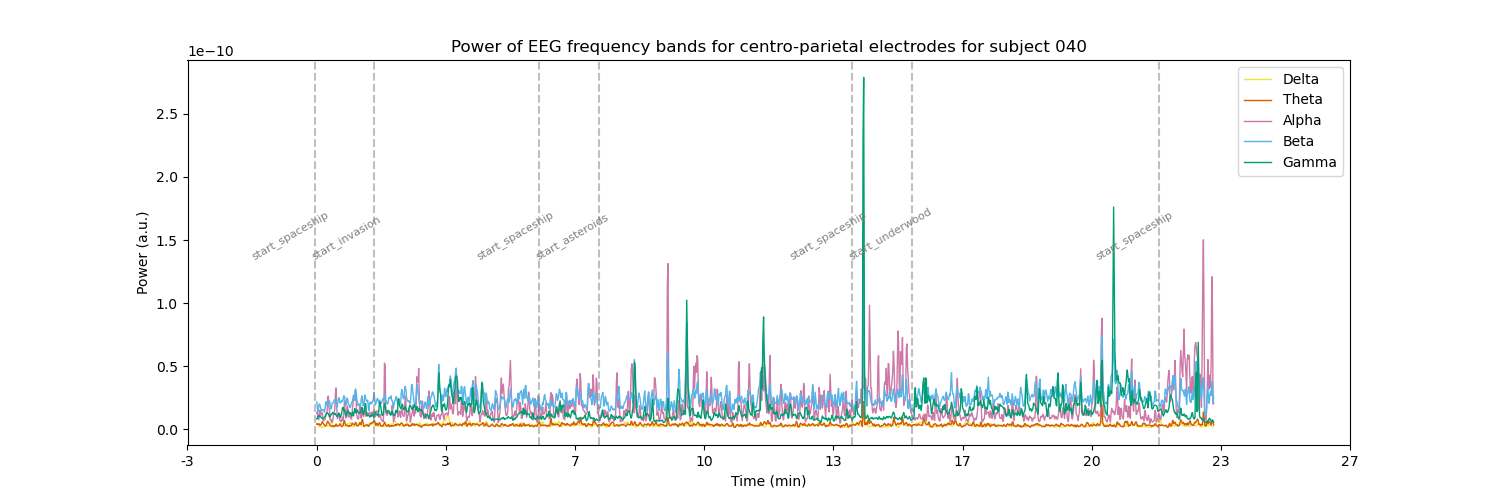 Power of EEG frequency bands for centro-parietal electrodes for subject 040
1e−10
Delta
Theta
Alpha
Beta
Gamma
2.5
2.0
1.5
1.0
0.5
0.0
Power (a.u.)
start_spaceship
start_invasion
start_spaceship
start_asteroids
start_spaceship
start_underwood
start_spaceship
-3
0
3
7
10
13
17
20
23
27
Time (min)